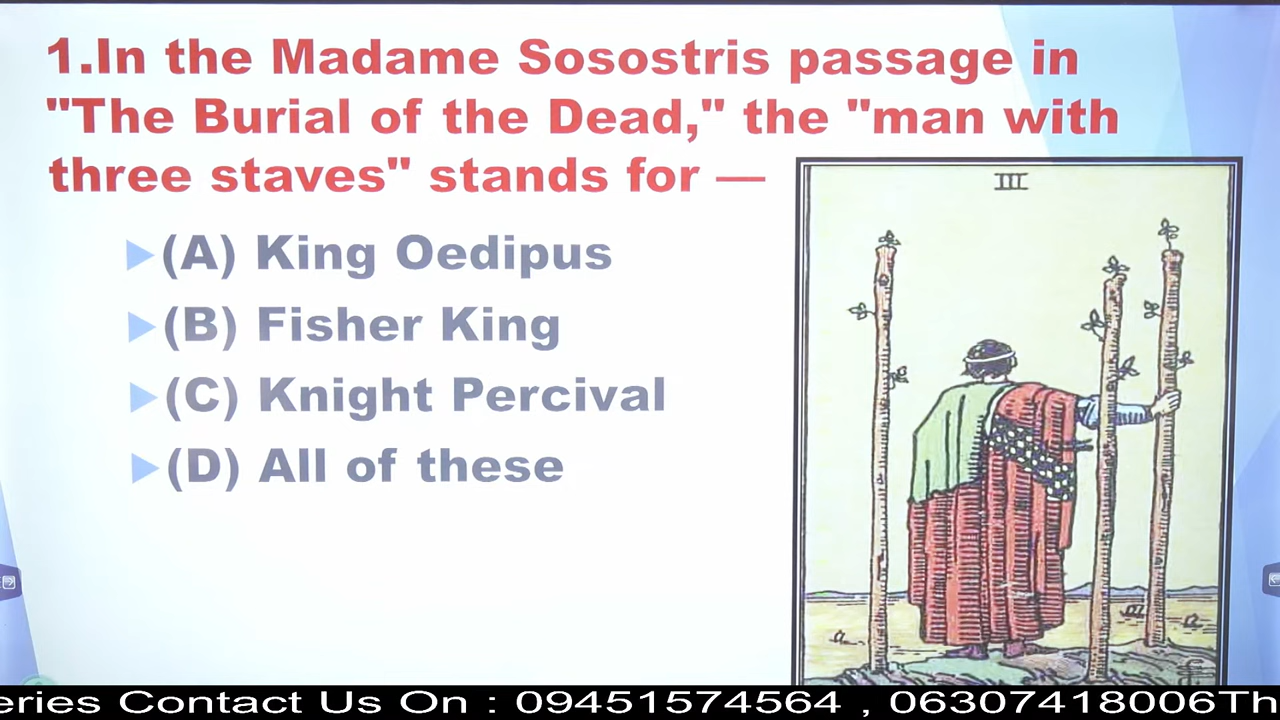 1.In the Madame Sosostris passage in
"The Burial of the Dead," the "man with
three staves" stands for —
III
(A) King Oedipus
(B) Fisher King
(C) Knight Percival
(D) All of these
eries Contact Us On : 09451574564 , 06307418006Th